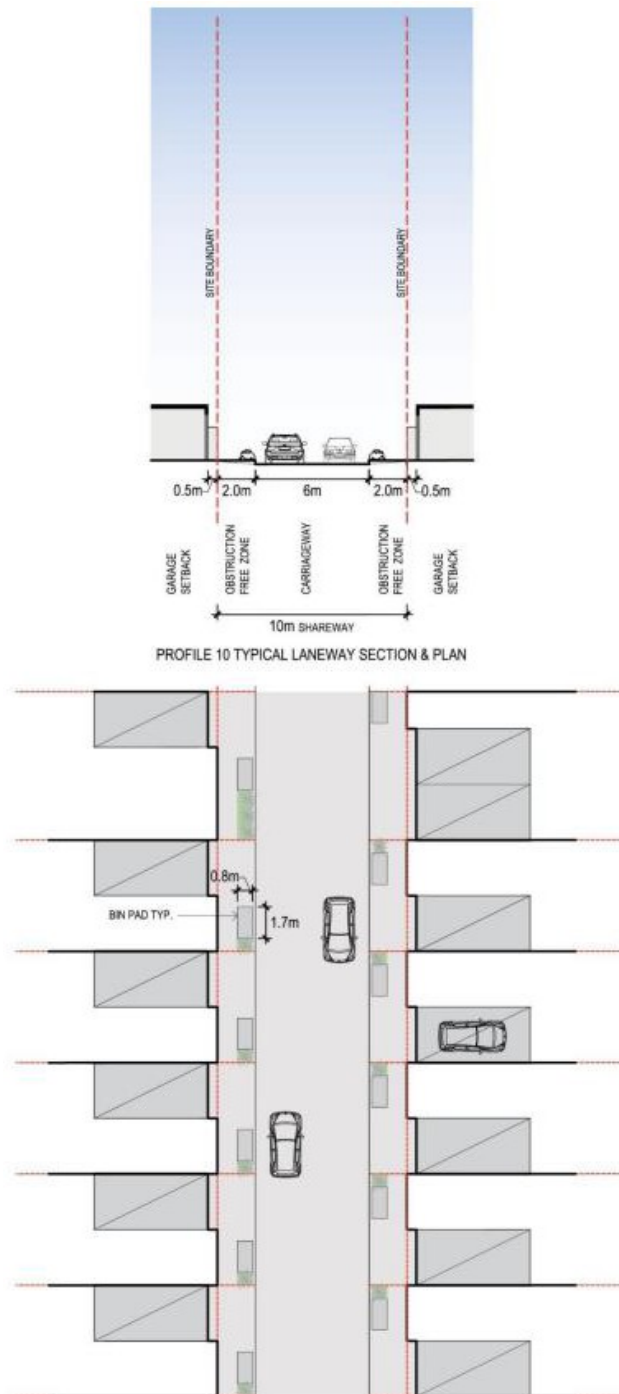 SITE BOUNDARY
SITE BOUNDARY
0.5m
2.0m
6m
2.0m
0.5m
GARAGE
SETBACK
OBSTRUCTION
FREE ZONE
CARRIAGEWAY
OBSTRUCTION
FREE ZONE
GARAGE
SETBACK
10m SHAREWAY
PROFILE 10 TYPICAL LANEWAY SECTION & PLAN
0.8m
BIN PAD TYP.
1.7m